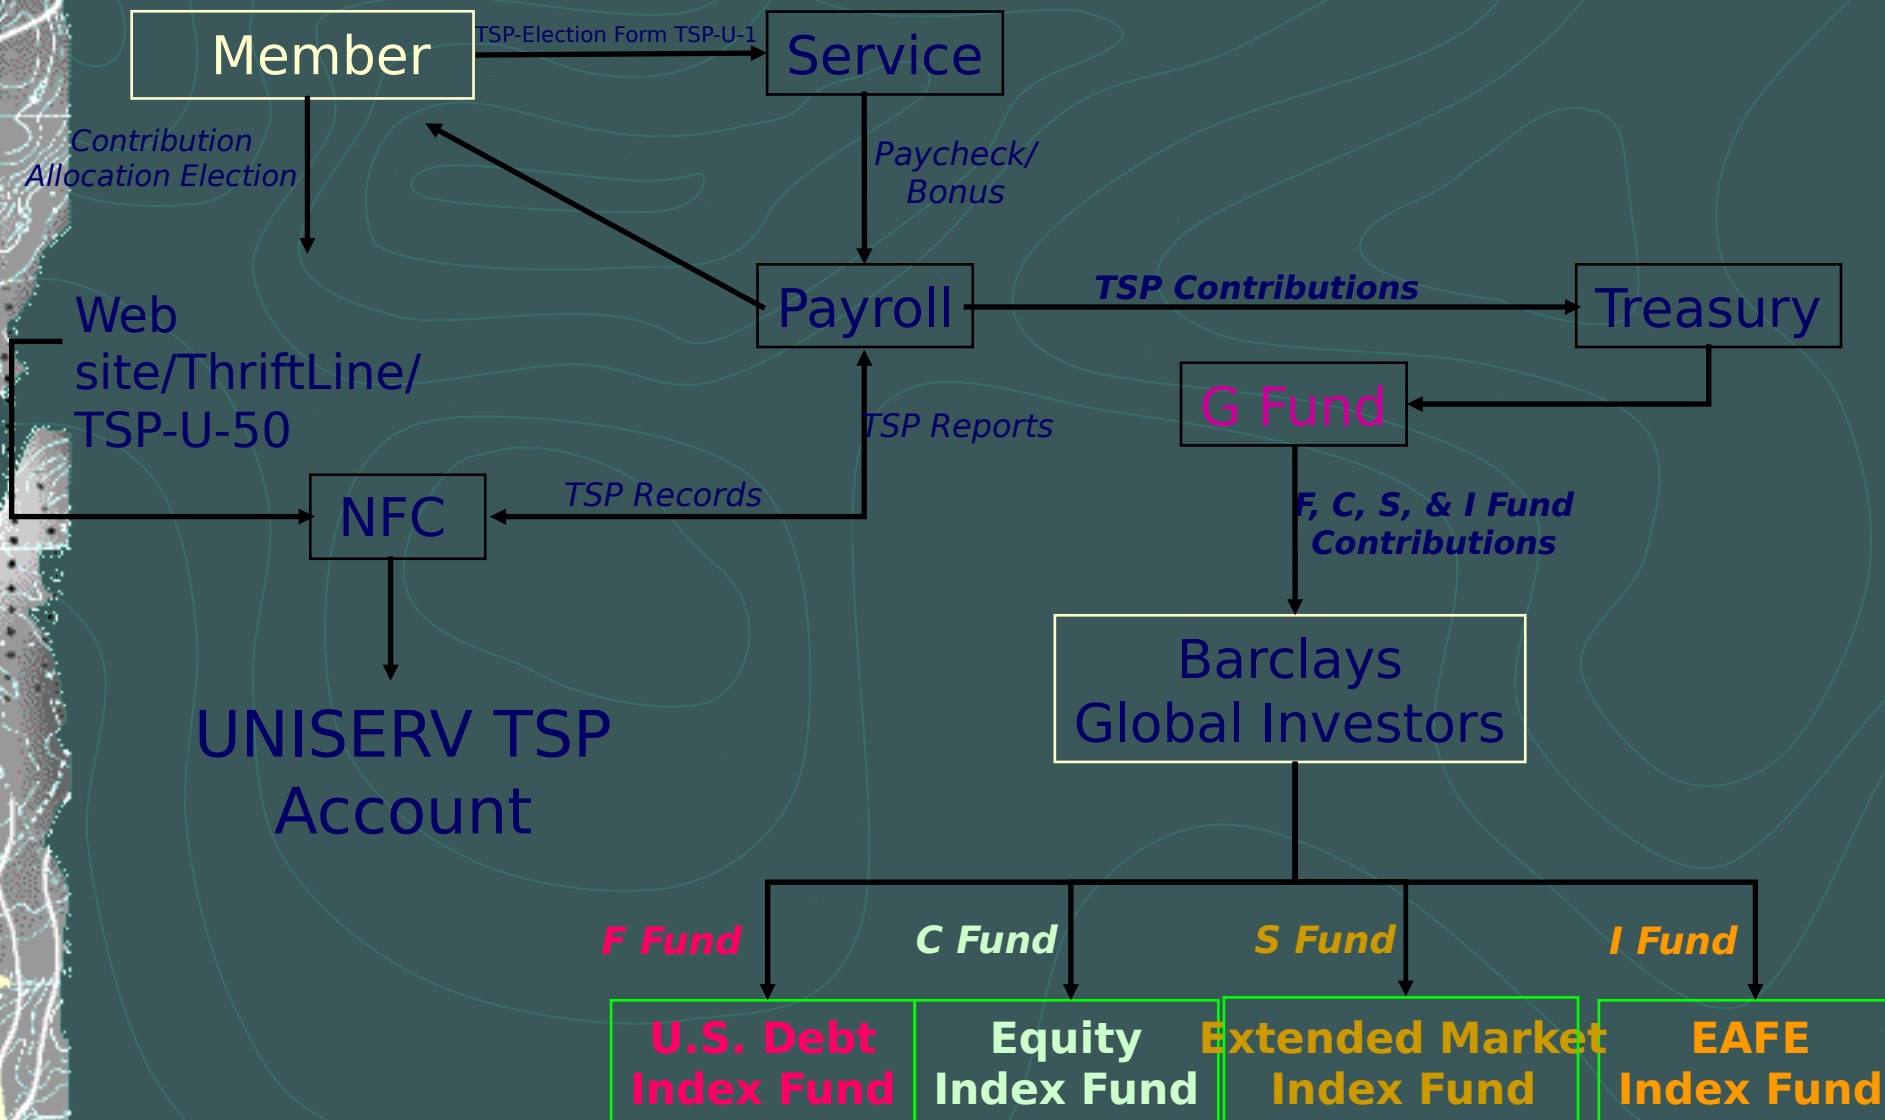 Member
TSP-Election Form TSP-U-1
Service
Contribution
Allocation Election
Paycheck/
Bonus
Payroll
TSP Contributions
Treasury
Web
site/ThriftLine/
TSP-U-50
G Fund
TSP Reports
NFC
TSP Records
F, C, S, & I Fund
Contributions
Barclays
Global Investors
UNISERV TSP
Account
F Fund
C Fund
S Fund
I Fund
U.S. Debt
Index Fund
Equity
Index Fund
Extended Market
Index Fund
EAFE
Index Fund